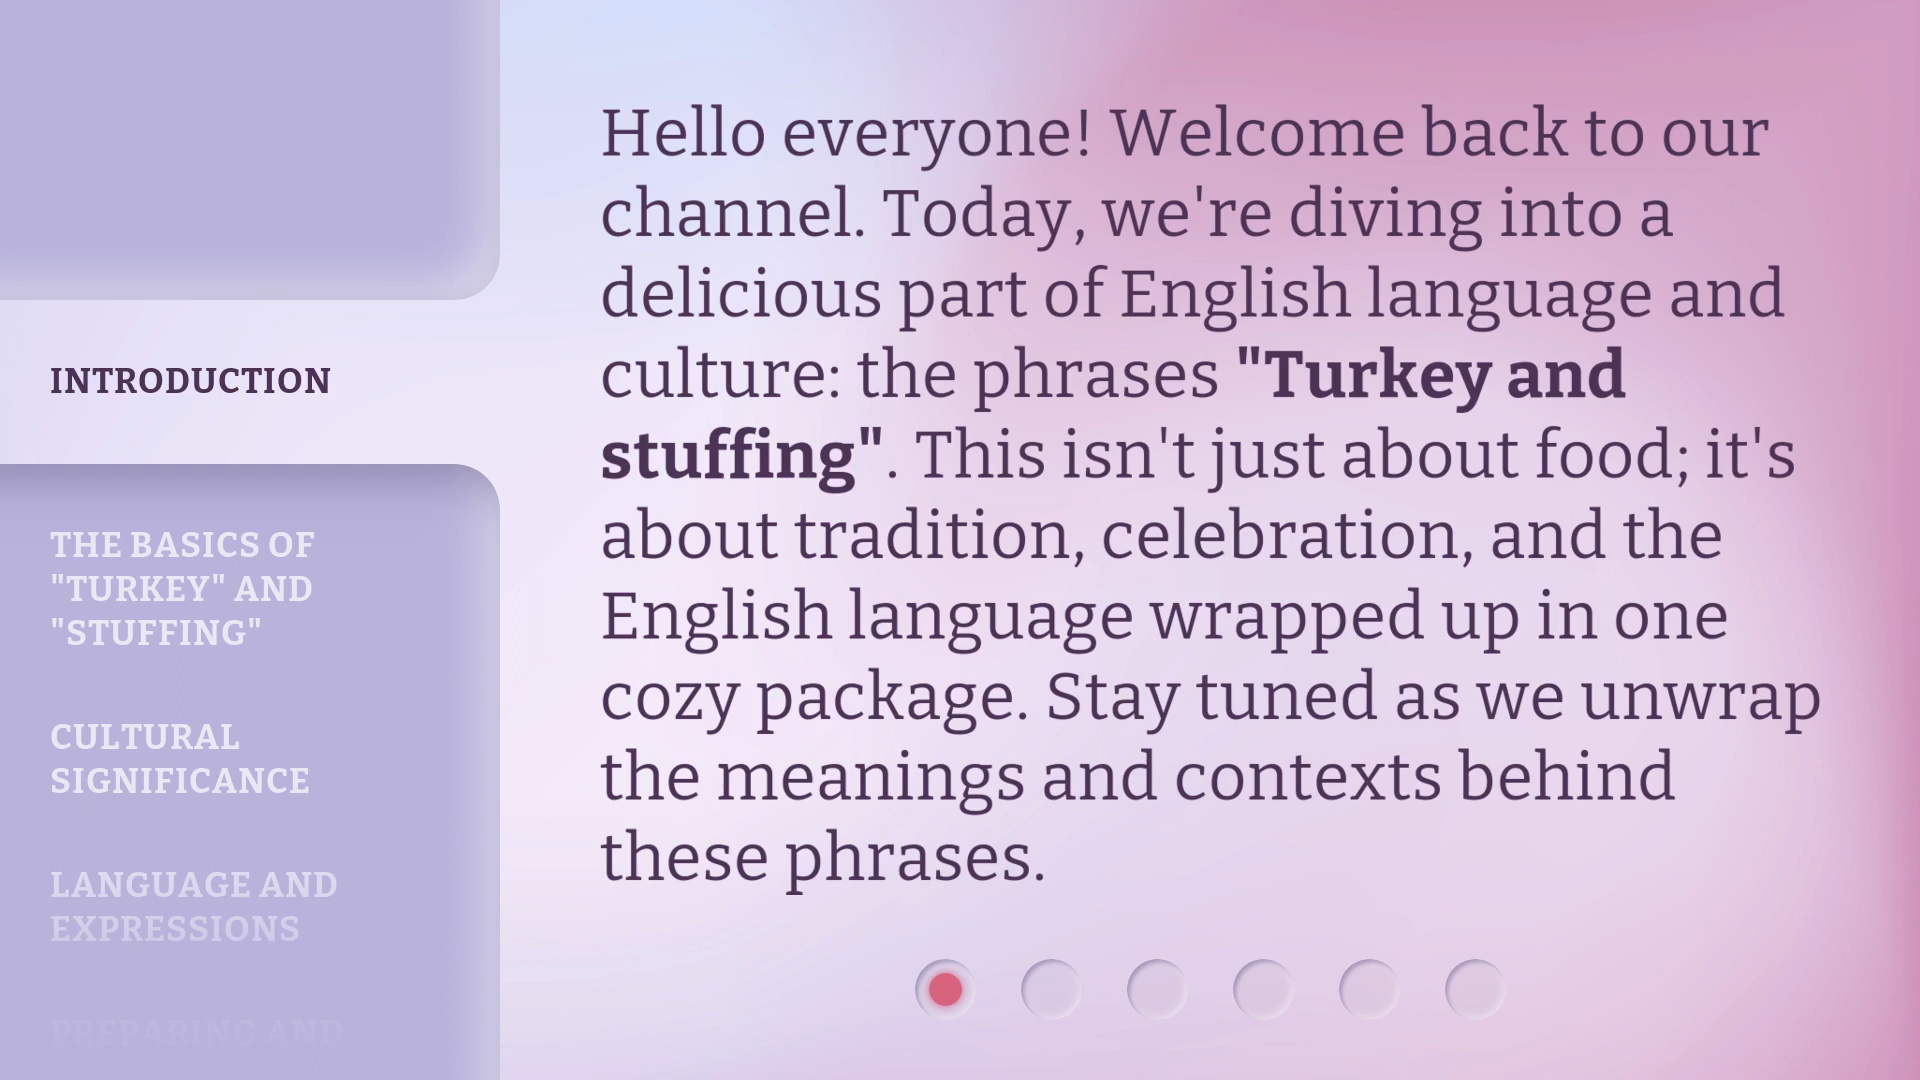 INTRODUCTION
THE BASICS OF
"TURKEY" AND
"STUFFING"
CULTURAL
SIGNIFICANCE
LANGUAGE AND
EXPRESSIONS
PREPARING AND
Hello everyone! Welcome back to our
channel. Today, we're diving into a
delicious part of English language and
culture: the phrases "Turkey and
stuffing". This isn't just about food; it's
about tradition, celebration, and the
English language wrapped up in one
cozy package. Stay tuned as we unwrap
the meanings and contexts behind
these phrases.